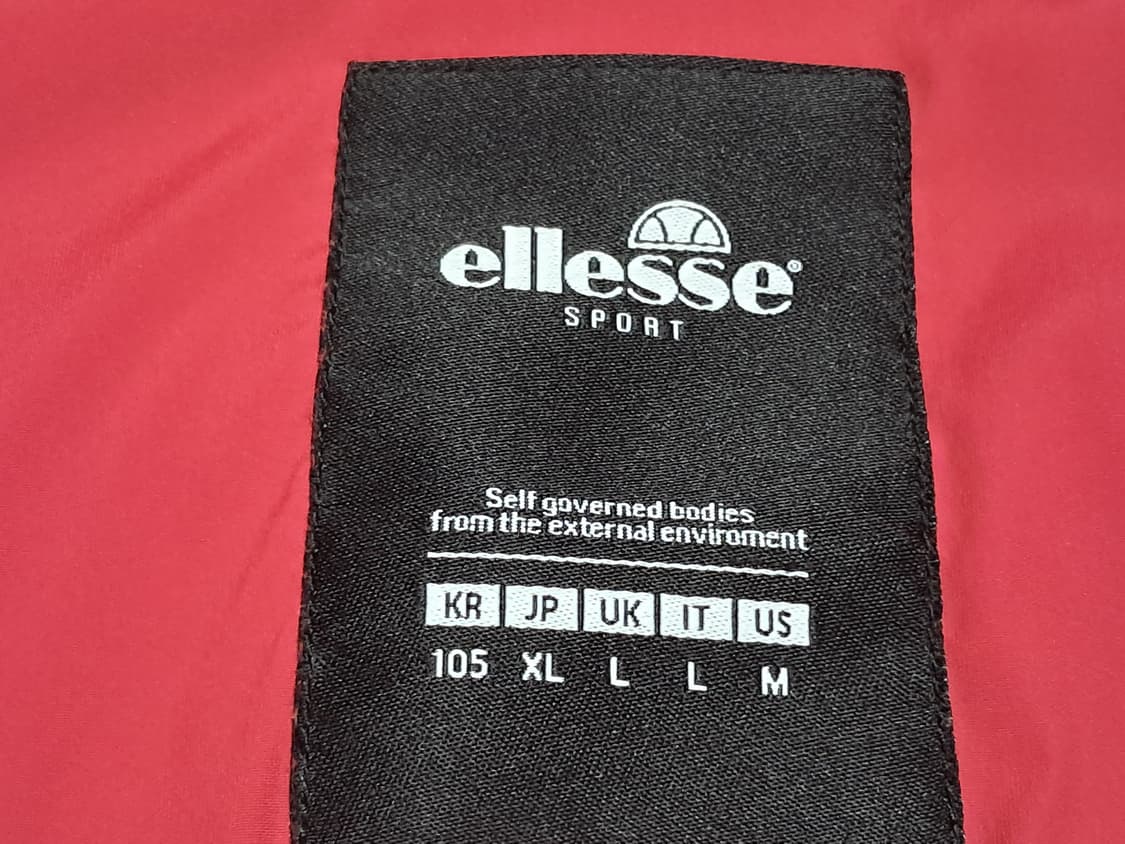 ellesse®
SPORT
Self governed bodies
from the external enviroment
KR JP UK IT US
105 XL L L M